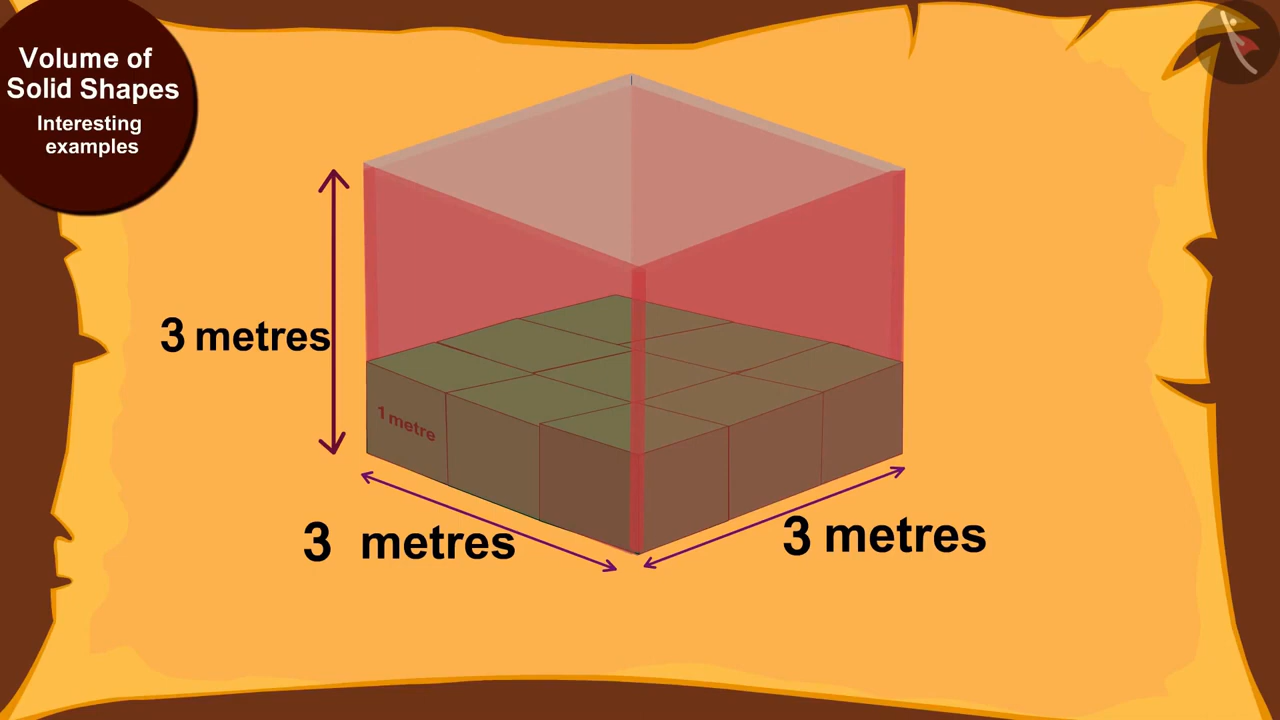 Volume of
Solid Shapes
Interesting
examples
3 metres
1 metre
3 metres
3 metres